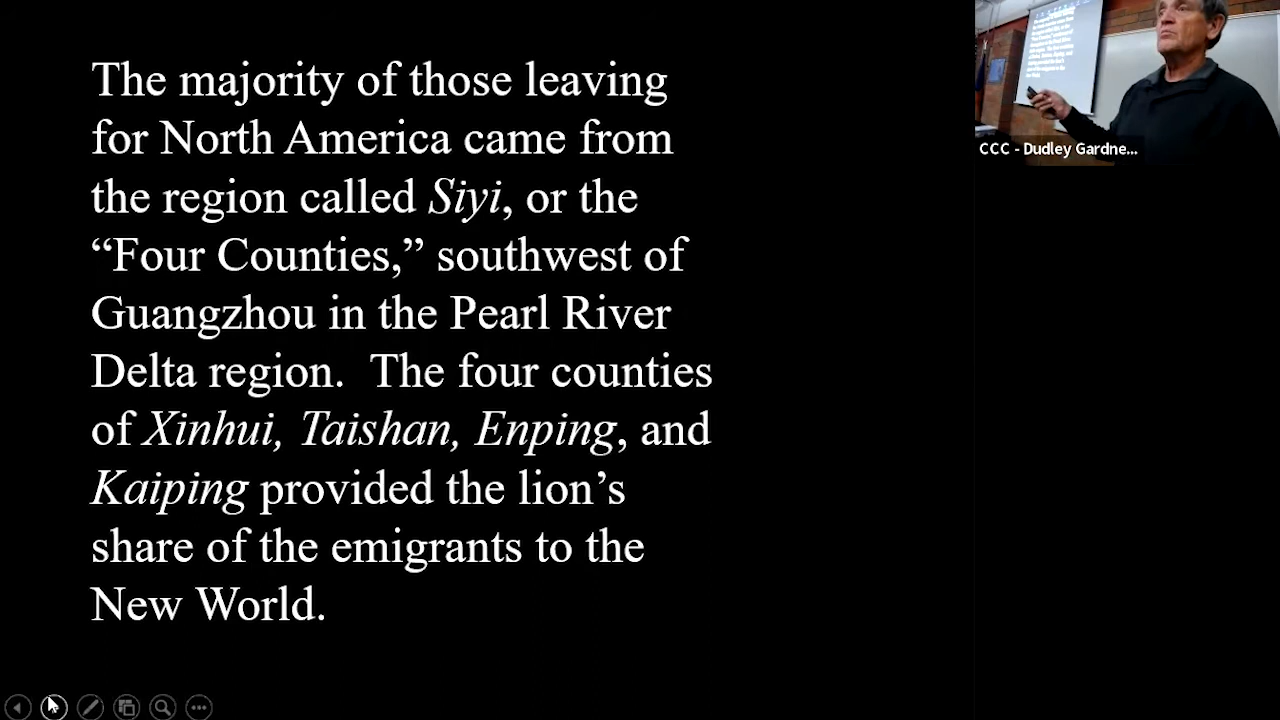 The majority of those leaving
for North America came from
the region called Siyi, or the
“Four Counties,” southwest of
Guangzhou in the Pearl River
Delta region.  The four counties
of Xinhui, Taishan, Enping, and
Kaiping provided the lion’s
share of the emigrants to the
New World.
CCC - Dudley Gardne...